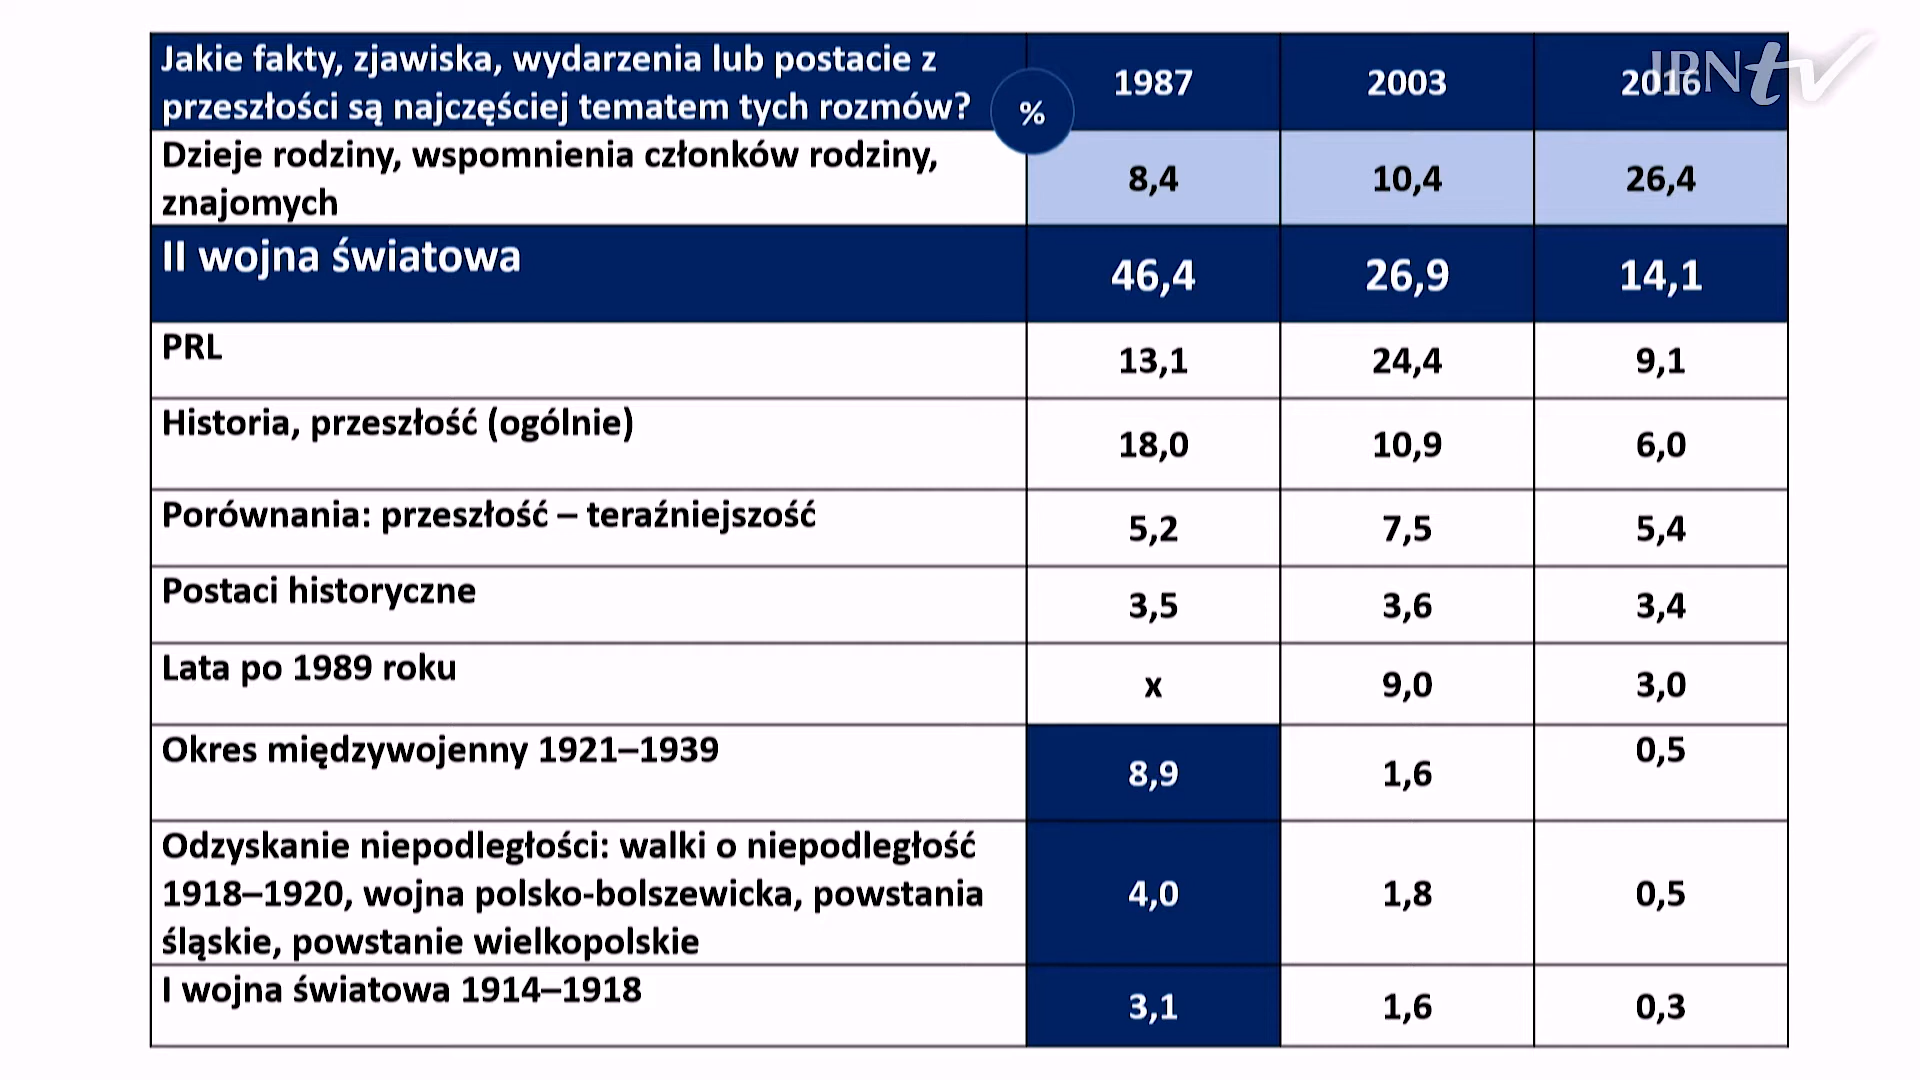 Jakie fakty, zjawiska, wydarzenia lub postacie z
przeszłości są najczęściej tematem tych rozmów?
%
1987
2003
2016
IPNtv
Dzieje rodziny, wspomnienia członków rodziny,
znajomych
8,4
10,4
26,4
II wojna światowa
46,4
26,9
14,1
PRL
13,1
24,4
9,1
Historia, przeszłość (ogólnie)
18,0
10,9
6,0
Porównania: przeszłość – teraźniejszość
5,2
7,5
5,4
Postaci historyczne
3,5
3,6
3,4
Lata po 1989 roku
x
9,0
3,0
Okres międzywojenny 1921–1939
8,9
1,6
0,5
Odzyskanie niepodległości: walki o niepodległość
1918–1920, wojna polsko-bolszewicka, powstania
śląskie, powstanie wielkopolskie
4,0
1,8
0,5
I wojna światowa 1914–1918
3,1
1,6
0,3